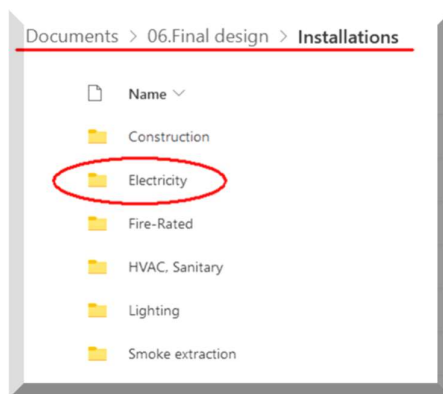 Documents > 06.Final design > Installations
Name
Construction
Electricity
Fire-Rated
HVAC, Sanitary
Lighting
Smoke extraction